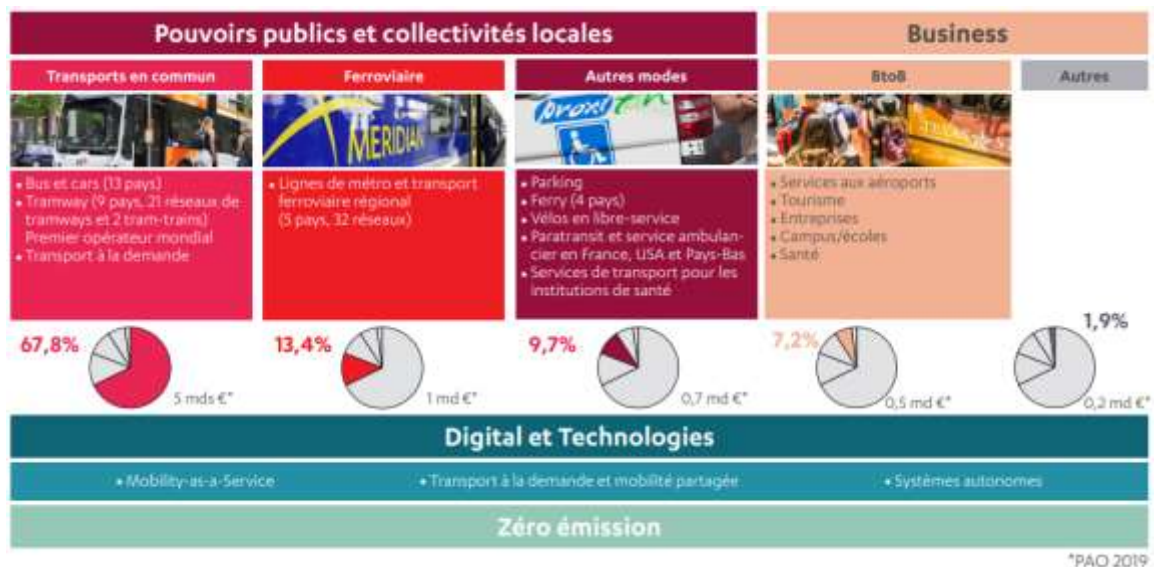 Pouvoirs publics et collectivités locales
Business
Transports en commun
Ferroviaire
Autres modes
BtoB
Autres
MERIDIAN
• Bus et cars (13 pays)
• Tramway (9 pays, 21 réseaux de
tramways et 2 tram-trains)
Premier opérateur mondial
• Transport à la demande
• Lignes de métro et transport
ferroviaire régional
(5 pays, 32 réseaux)
• Parking
• Ferry (4 pays)
• Vélos en libre-service
• Paratransit et service ambulan-
cier en France, USA et Pays-Bas
• Services de transport pour les
institutions de santé
• Services aux aéroports
• Tourisme
• Entreprises
• Campus/écoles
• Santé
67,8%
5 mds €*
13,4%
1 md €*
9,7%
0,7 md €*
7,2%
0,5 md €*
1,9%
0,2 md €*
Digital et Technologies
• Mobility-as-a-Service
• Transport à la demande et mobilité partagée
• Systèmes autonomes
Zéro émission
*PAO 2019